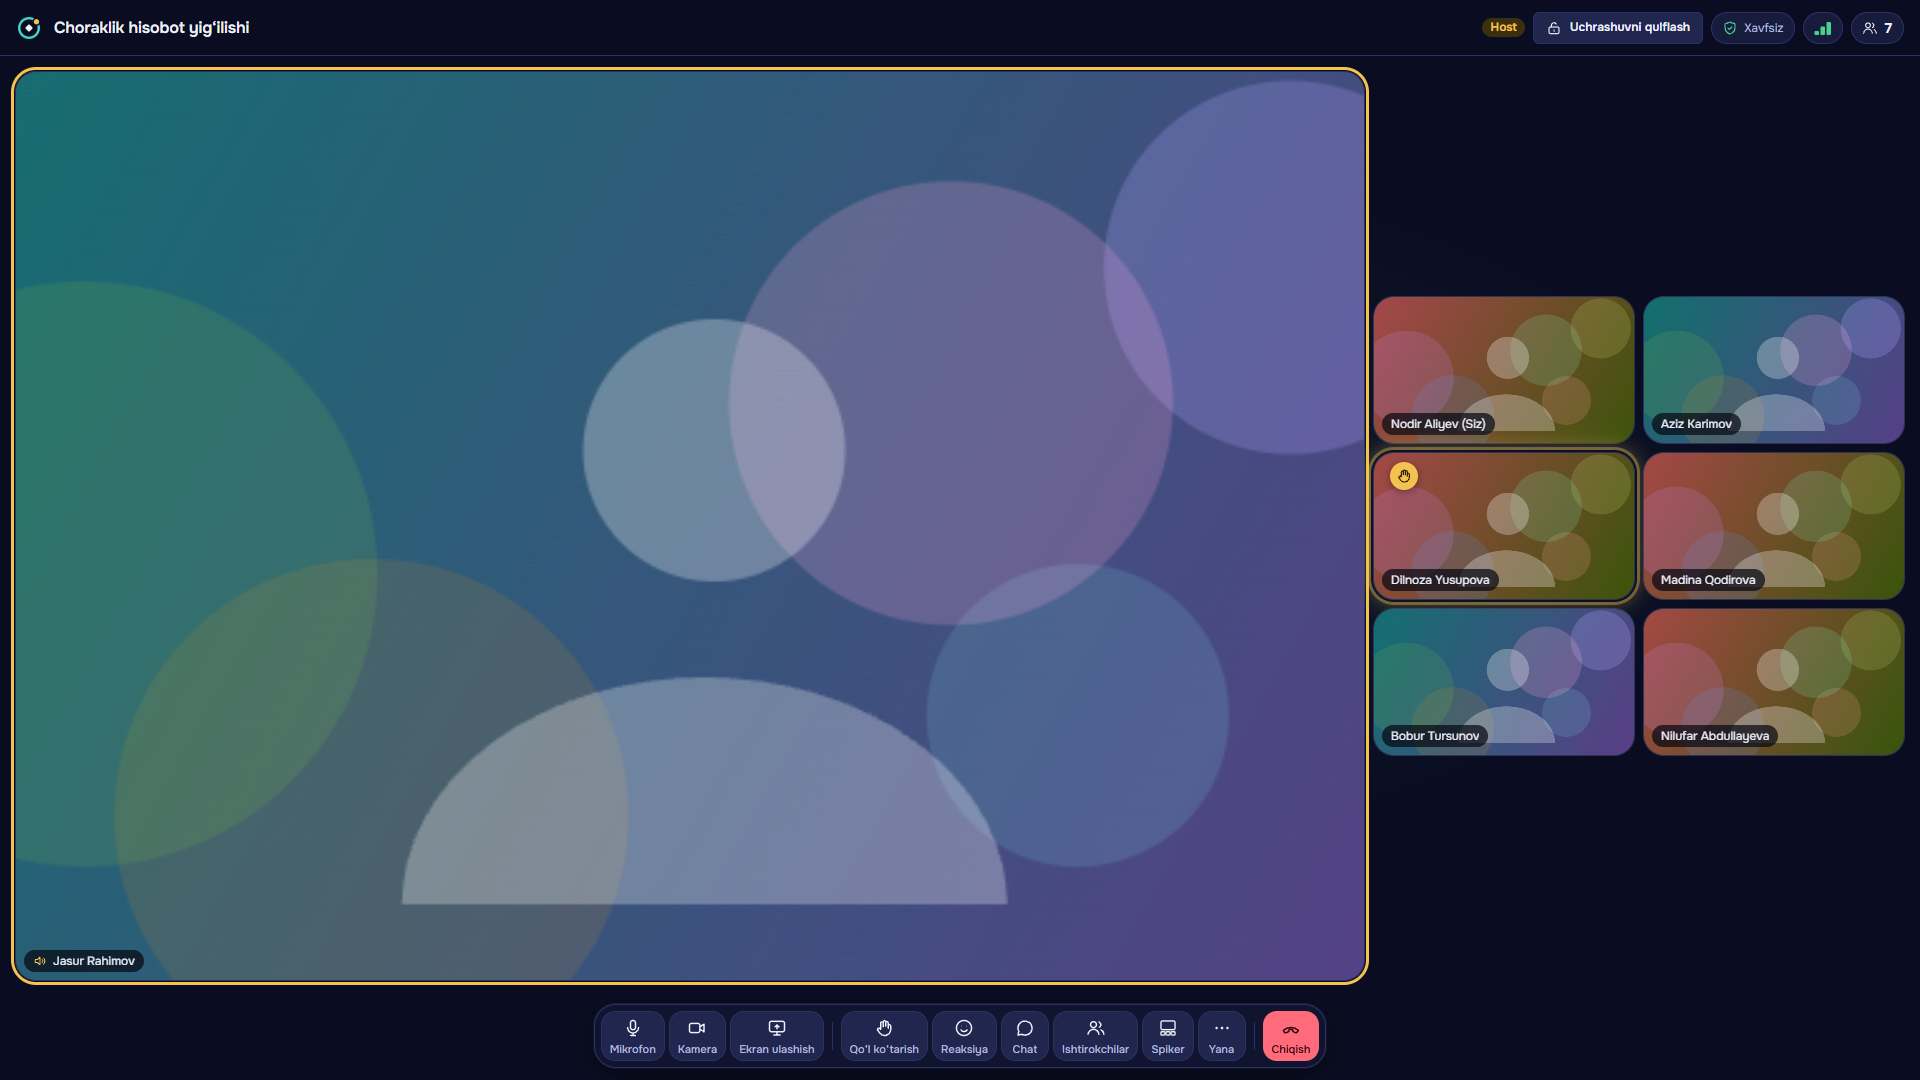 Choraklik hisobot yig‘ilishi
Host
Uchrashuvni qulflash
Xavfsiz
7
Nodir Aliyev (Siz)
Aziz Karimov
Dilnoza Yusupova
Madina Qodirova
Bobur Tursunov
Nilufar Abdullayeva
Jasur Rahimov
Mikrofon
Kamera
Ekran ulashish
Qo‘l ko‘tarish
Reaksiya
Chat
Ishtirokchilar
Spiker
Yana
Chiqish